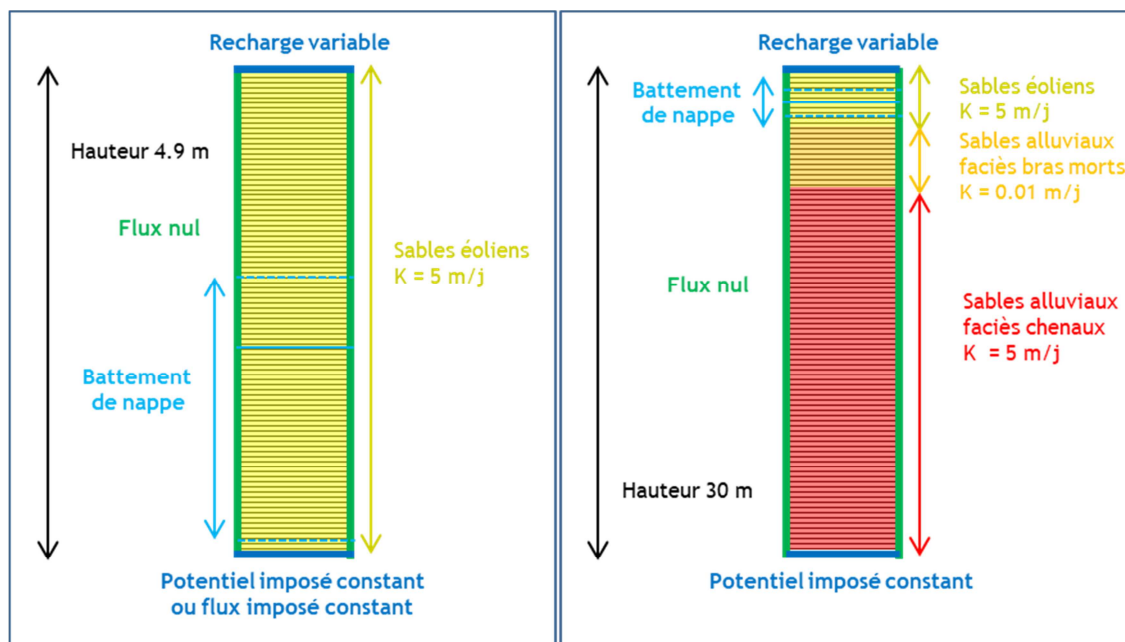 Recharge variable
Hauteur 4.9 m
Flux nul
Sables éoliens
K = 5 m/j
Battement
de nappe
Potentiel imposé constant
ou flux imposé constant
Recharge variable
Battement
de nappe
Sables éoliens
K = 5 m/j
Sables alluviaux
faciès bras morts
K = 0.01 m/j
Flux nul
Sables alluviaux
faciès chenaux
K = 5 m/j
Hauteur 30 m
Potentiel imposé constant